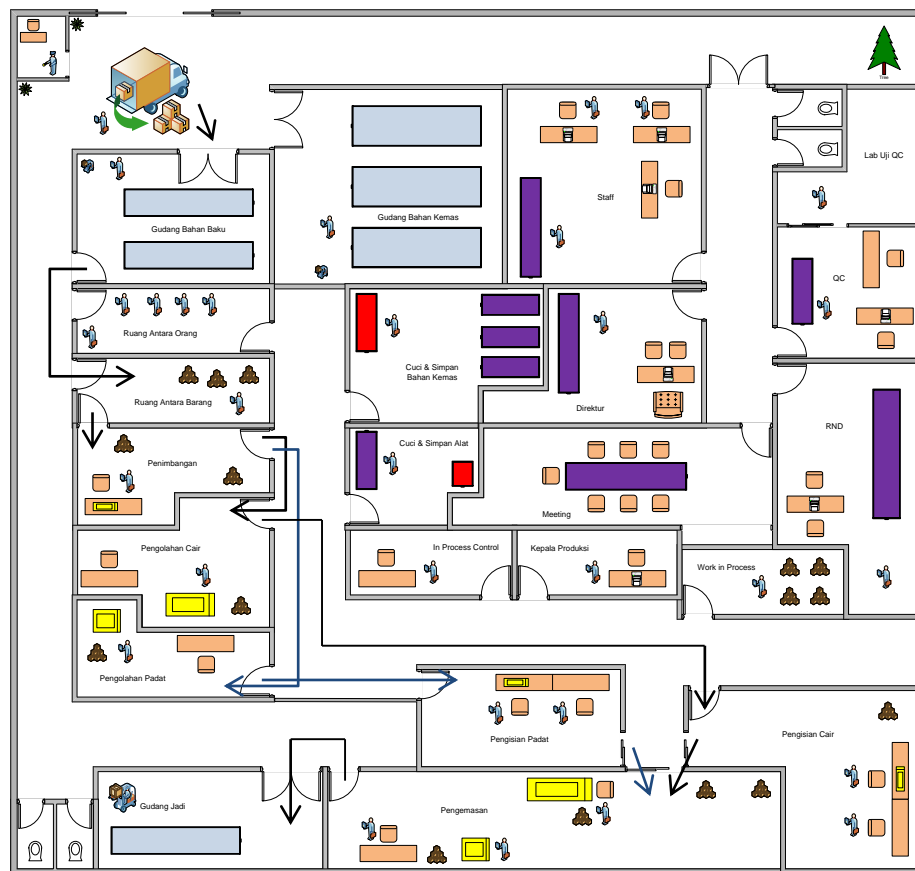 Tree
Lab Uji QC
Staff
Gudang Bahan Kemas
Gudang Bahan Baku
QC
Ruang Antara Orang
Cuci & Simpan
Bahan Kemas
Ruang Antara Barang
Direktur
RND
Cuci & Simpan Alat
Penimbangan
Meeting
Pengolahan Cair
In Process Control
Kepala Produksi
Work in Process
Pengolahan Padat
Pengisian Padat
Pengisian Cair
Gudang Jadi
Pengemasan